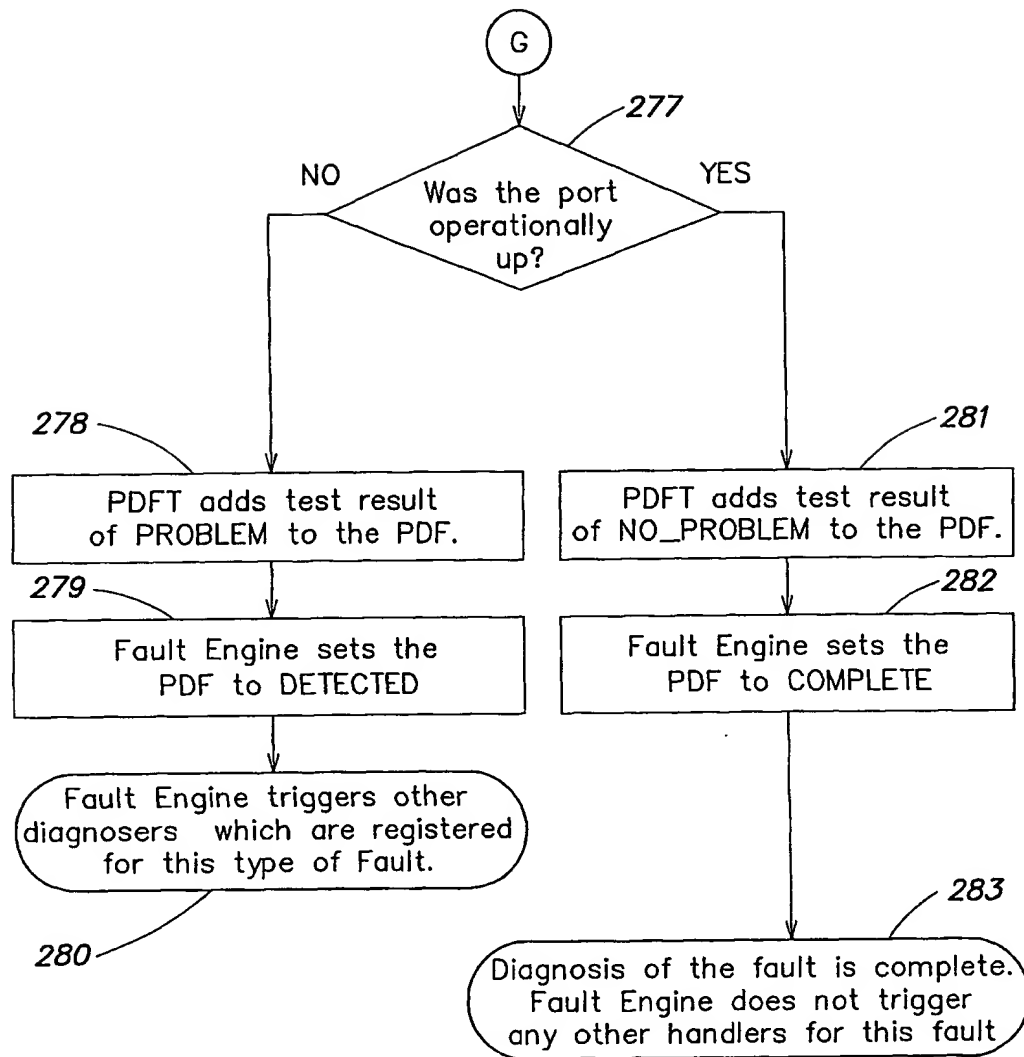 G
277
NO
YES
Was the port
operationally
up?
278
281
PDFT adds test result
of PROBLEM to the PDF.
PDFT adds test result
of NO_PROBLEM to the PDF.
279
282
Fault Engine sets the
PDF to DETECTED
Fault Engine sets the
PDF to COMPLETE
Fault Engine triggers other
diagnosers which are registered
for this type of Fault.
280
283
Diagnosis of the fault is complete.
Fault Engine does not trigger
any other handlers for this fault